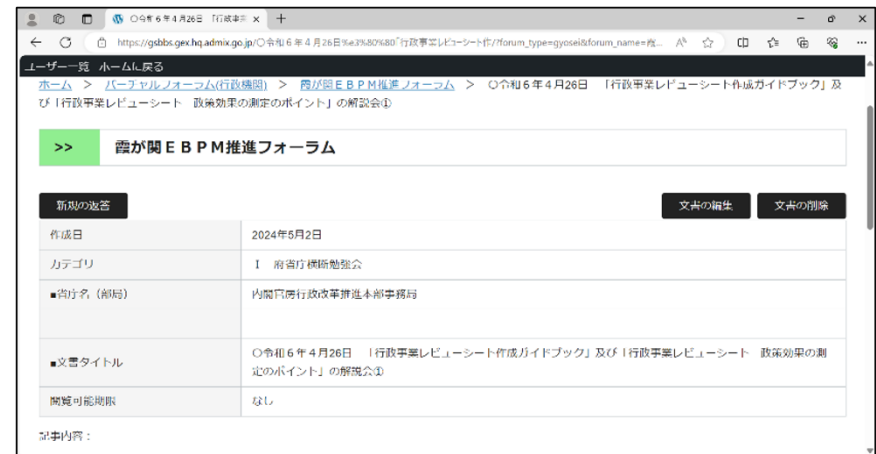 〇令和6年4月26日 「行政事
https://gsbbs.gex.hq.admix.go.jp/〇令和6年4月26日%e3%80%80「行政事業レビューシート作/?forum_type=gyosei&forum_name=霞...
ユーザー一覧 ホームに戻る
ホーム > バーチャルフォーラム(行政機関) > 霞が関ＥＢＰＭ推進フォーラム > 〇令和6年4月26日 「行政事業レビューシート作成ガイドブック」及
び「行政事業レビューシート 政策効果の測定のポイント」の解説会①
>> 霞が関ＥＢＰＭ推進フォーラム
新規の返答 文書の編集 文書の削除
作成日 2024年5月2日
カテゴリ Ⅰ 府省庁横断勉強会
■省庁名（部局） 内閣官房行政改革推進本部事務局
■文書タイトル 〇令和6年4月26日 「行政事業レビューシート作成ガイドブック」及び「行政事業レビューシート 政策効果の測
定のポイント」の解説会①
閲覧可能期限 なし
記事内容：